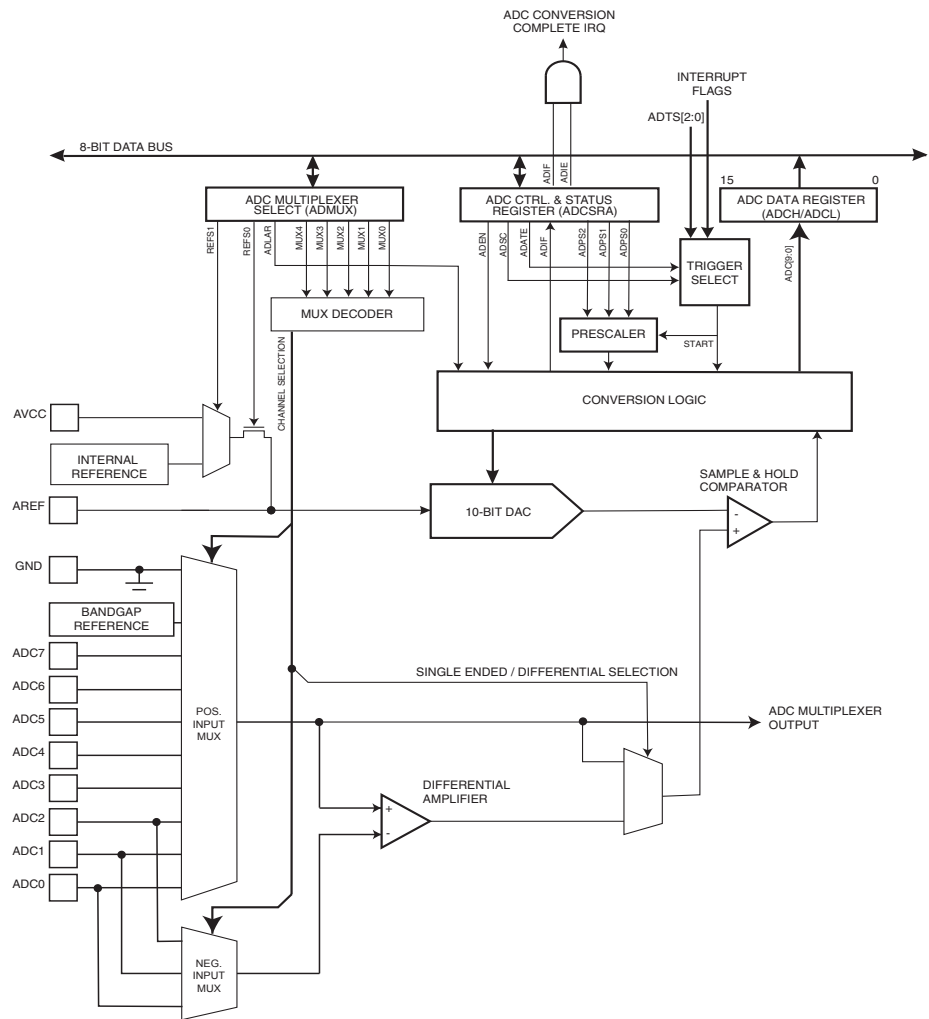 ADC CONVERSION
COMPLETE IRQ
INTERRUPT
FLAGS
ADTS[2:0]
8-BIT DATA BUS
ADIF
ADIE
15
0
ADC MULTIPLEXER
SELECT (ADMUX)
ADC CTRL. & STATUS
REGISTER (ADCSRA)
ADC DATA REGISTER
(ADCH/ADCL)
REFS1
REFS0
ADLAR
MUX4
MUX3
MUX2
MUX1
MUX0
ADEN
ADSC
ADATE
ADIF
ADPS2
ADPS1
ADPS0
TRIGGER
SELECT
ADC[9:0]
MUX DECODER
PRESCALER
START
CHANNEL SELECTION
CONVERSION LOGIC
AVCC
INTERNAL
REFERENCE
SAMPLE & HOLD
COMPARATOR
AREF
10-BIT DAC
-
+
GND
BANDGAP
REFERENCE
ADC7
ADC6
ADC5
ADC4
ADC3
ADC2
ADC1
ADC0
POS.
INPUT
MUX
SINGLE ENDED / DIFFERENTIAL SELECTION
ADC MULTIPLEXER
OUTPUT
DIFFERENTIAL
AMPLIFIER
+
-
NEG.
INPUT
MUX